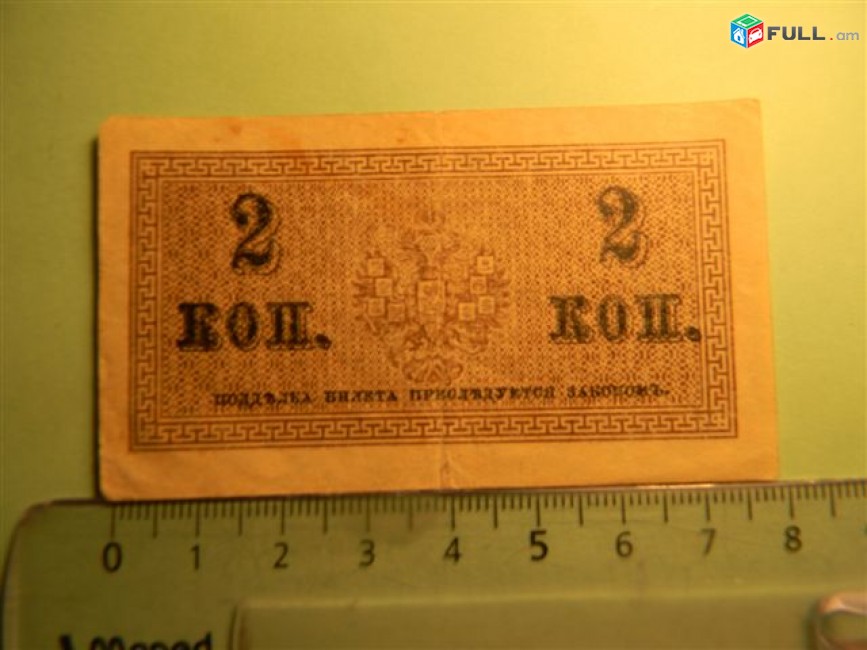 FULL.am
2 2
КОП. КОП.
ПОДДѢЛКА БИЛЕТА ПРЕСЛѢДУЕТСЯ ЗАКОНОМЪ.
0 1 2 3 4 5 6 7 8